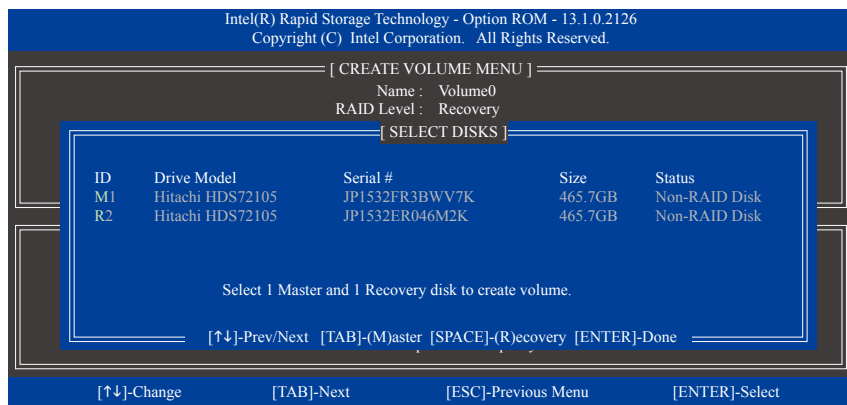 Intel(R) Rapid Storage Technology - Option ROM - 13.1.0.2126
Copyright (C) Intel Corporation. All Rights Reserved.
[ CREATE VOLUME MENU ]
Name : Volume0
RAID Level : Recovery
[ SELECT DISKS ]
ID Drive Model Serial # Size Status
M1 Hitachi HDS72105 JP1532FR3BWV7K 465.7GB Non-RAID Disk
R2 Hitachi HDS72105 JP1532ER046M2K 465.7GB Non-RAID Disk
Select 1 Master and 1 Recovery disk to create volume.
[↑↓]-Prev/Next [TAB]-(M)aster [SPACE]-(R)ecovery [ENTER]-Done
[↑↓]-Change [TAB]-Next [ESC]-Previous Menu [ENTER]-Select